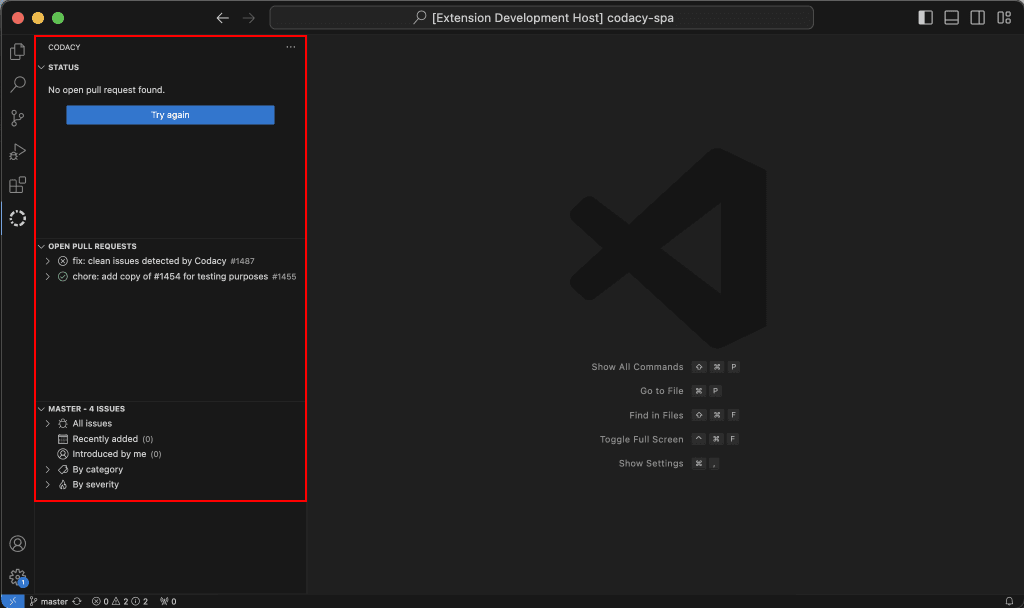 [Extension Development Host] codacy-spa
CODACY
STATUS
No open pull request found.
Try again
OPEN PULL REQUESTS
fix: clean issues detected by Codacy #1487
chore: add copy of #1454 for testing purposes #1455
MASTER - 4 ISSUES
All issues
Recently added (0)
Introduced by me (0)
By category
By severity
Show All Commands ⇧ ⌘ P
Go to File ⌘ P
Find in Files ⇧ ⌘ F
Toggle Full Screen ^ ⌘ F
Show Settings ⌘ ,
1
master 0 2 2 0